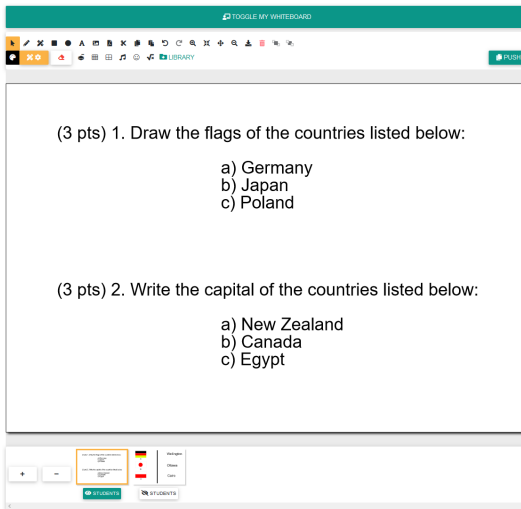 TOGGLE MY WHITEBOARD
LIBRARY
PUSH
(3 pts) 1. Draw the flags of the countries listed below:
a) Germany
b) Japan
c) Poland
(3 pts) 2. Write the capital of the countries listed below:
a) New Zealand
b) Canada
c) Egypt
Wellington
Ottawa
Cairo
STUDENTS
STUDENTS